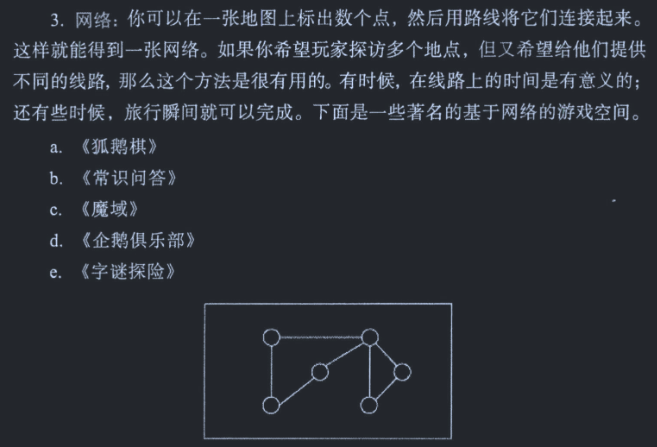 3. 网络：你可以在一张地图上标出数个点，然后用路线将它们连接起来。
这样就能得到一张网络。如果你希望玩家探访多个地点，但又希望给他们提供
不同的线路，那么这个方法是很有用的。有时候，在线路上的时间是有意义的；
还有些时候，旅行瞬间就可以完成。下面是一些著名的基于网络的游戏空间。
a. 《狐鹅棋》
b. 《常识问答》
c. 《魔域》
d. 《企鹅俱乐部》
e. 《字谜探险》